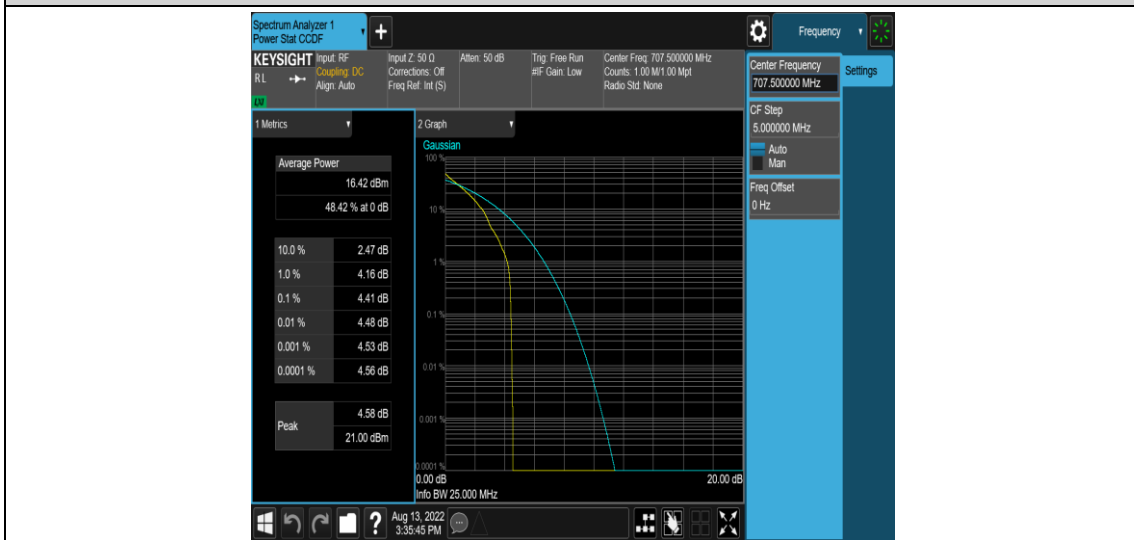 Spectrum Analyzer 1
Power Stat CCDF
+
Frequency
KEYSIGHT
RL
Input: RF
Coupling: DC
Align: Auto
Input Z: 50 Ω
Corrections: Off
Freq Ref: Int (S)
Atten: 50 dB
Trig: Free Run
#IF Gain: Low
Center Freq: 707.500000 MHz
Counts: 1.00 M/1.00 Mpt
Radio Std: None
Center Frequency
707.500000 MHz
Settings
CF Step
5.000000 MHz
Auto
Man
Freq Offset
0 Hz
1 Metrics
Average Power
16.42 dBm
48.42 % at 0 dB
10.0 % 2.47 dB
1.0 % 4.16 dB
0.1 % 4.41 dB
0.01 % 4.48 dB
0.001 % 4.53 dB
0.0001 % 4.56 dB
Peak
4.58 dB
21.00 dBm
2 Graph
Gaussian
100 %
10 %
1 %
0.1 %
0.01 %
0.001 %
0.0001 %
0.00 dB 20.00 dB
Info BW 25.000 MHz
?
Aug 13, 2022
3:35:45 PM